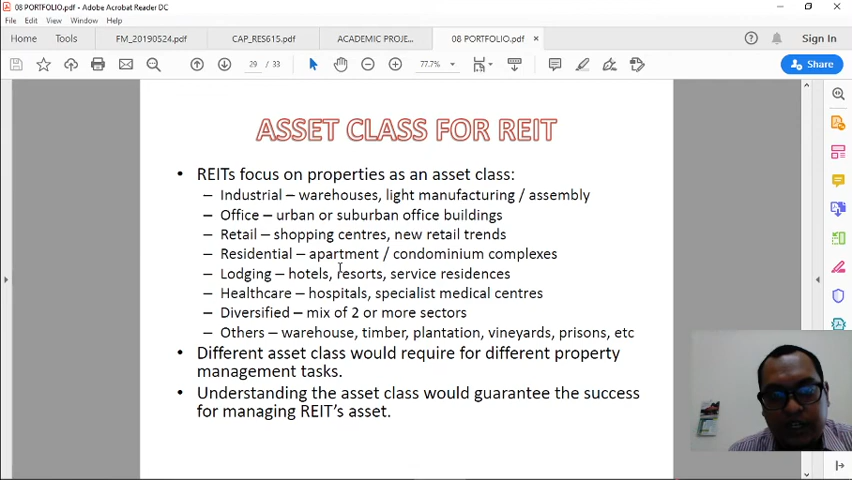 08 PORTFOLIO.pdf - Adobe Acrobat Reader DC
File Edit View Window Help
Home Tools FM_20190524.pdf CAP_RES615.pdf ACADEMIC PROJE... 08 PORTFOLIO.pdf × Sign In
29 / 33 77.7% Share
ASSET CLASS FOR REIT
• REITs focus on properties as an asset class:
– Industrial – warehouses, light manufacturing / assembly
– Office – urban or suburban office buildings
– Retail – shopping centres, new retail trends
– Residential – apartment / condominium complexes
– Lodging – hotels, resorts, service residences
– Healthcare – hospitals, specialist medical centres
– Diversified – mix of 2 or more sectors
– Others – warehouse, timber, plantation, vineyards, prisons, etc
• Different asset class would require for different property
management tasks.
• Understanding the asset class would guarantee the success
for managing REIT's asset.